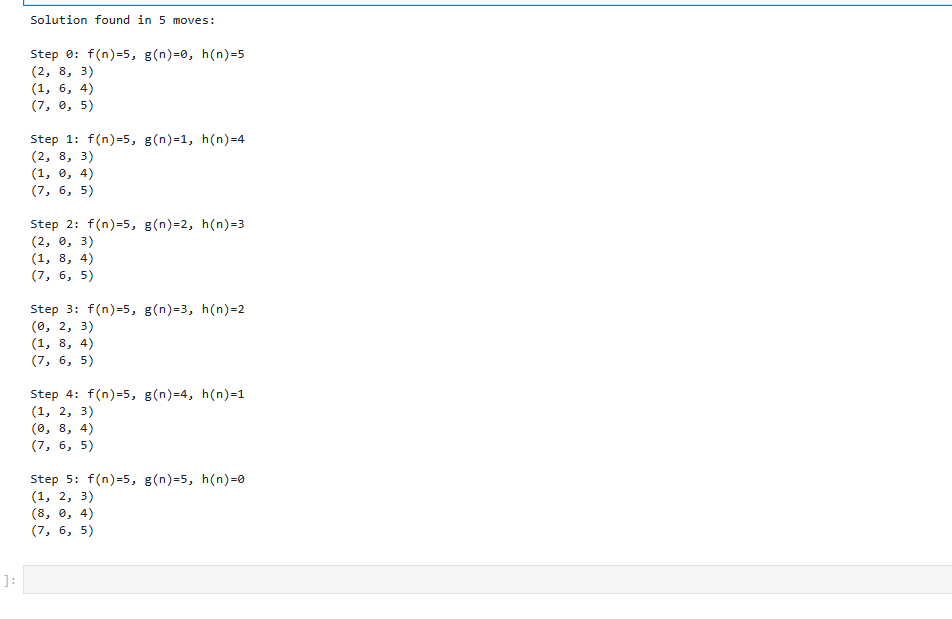 Solution found in 5 moves:
Step 0: f(n)=5, g(n)=0, h(n)=5
(2, 8, 3)
(1, 6, 4)
(7, 0, 5)
Step 1: f(n)=5, g(n)=1, h(n)=4
(2, 8, 3)
(1, 0, 4)
(7, 6, 5)
Step 2: f(n)=5, g(n)=2, h(n)=3
(2, 0, 3)
(1, 8, 4)
(7, 6, 5)
Step 3: f(n)=5, g(n)=3, h(n)=2
(0, 2, 3)
(1, 8, 4)
(7, 6, 5)
Step 4: f(n)=5, g(n)=4, h(n)=1
(1, 2, 3)
(0, 8, 4)
(7, 6, 5)
Step 5: f(n)=5, g(n)=5, h(n)=0
(1, 2, 3)
(8, 0, 4)
(7, 6, 5)
]: